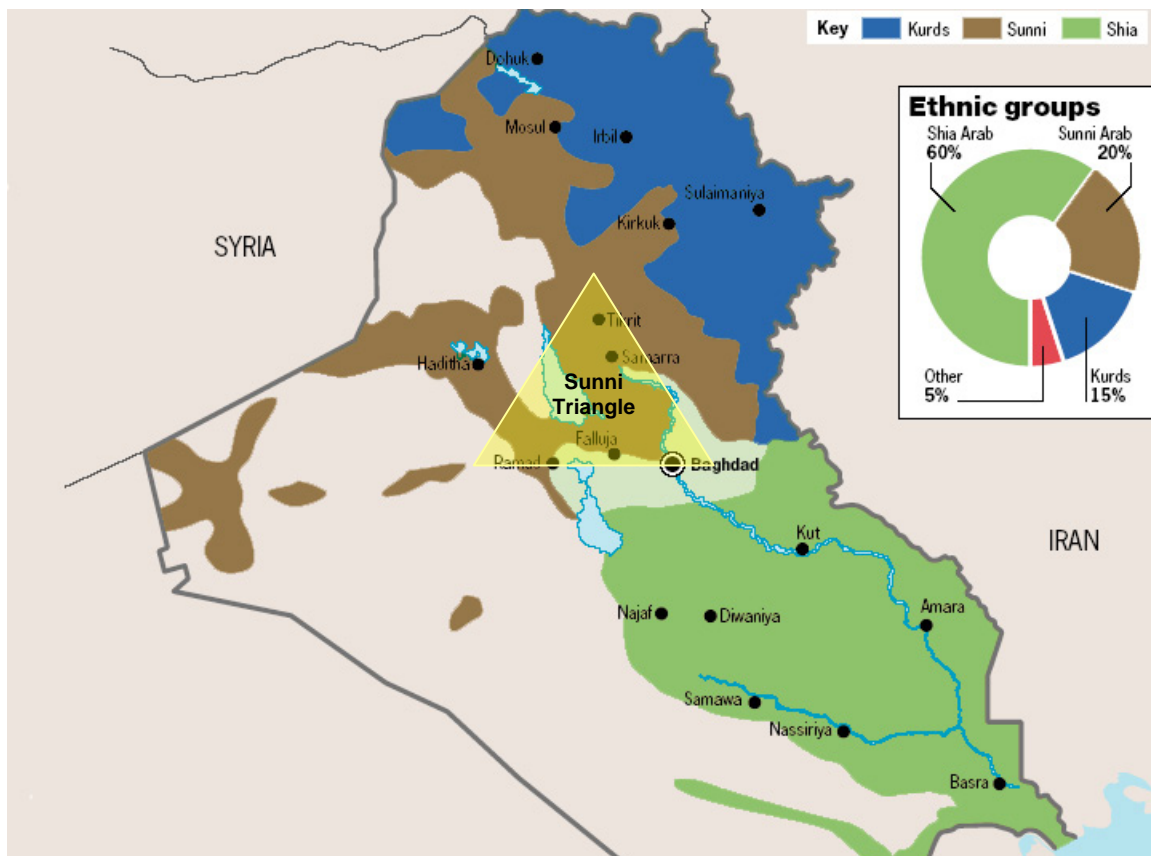 Key Kurds Sunni Shia
Ethnic groups
Shia Arab
60%
Sunni Arab
20%
Other
5%
Kurds
15%
Dohuk
Mosul
Irbil
Sulaimaniya
Kirkuk
SYRIA
Tikrit
Samarra
Haditha
Sunni
Triangle
Falluja
Ramadi
Baghdad
Kut
IRAN
Najaf
Diwaniya
Amara
Samawa
Nassiriya
Basra